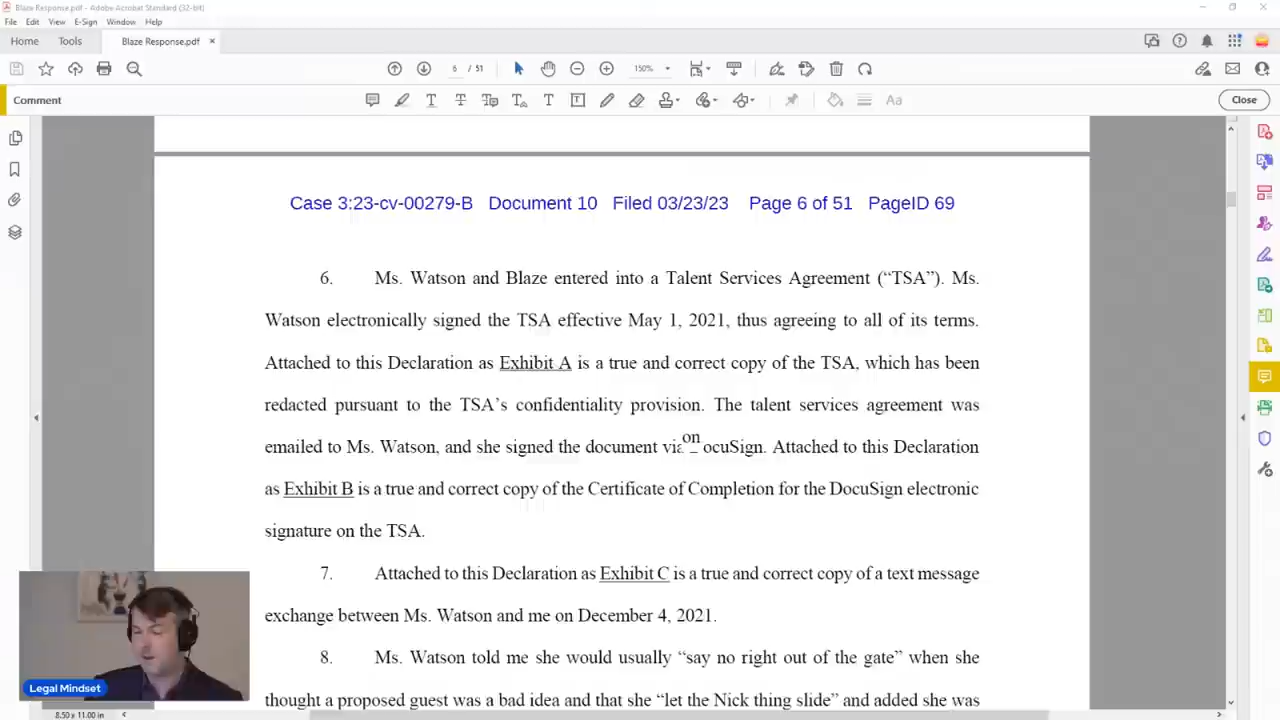 Blaze Response.pdf - Adobe Acrobat Standard (32-bit)
File Edit View E-Sign Window Help
Home Tools Blaze Response.pdf ×
6 / 51 150%
Comment Close
Case 3:23-cv-00279-B Document 10 Filed 03/23/23 Page 6 of 51 PageID 69
6. Ms. Watson and Blaze entered into a Talent Services Agreement (“TSA”). Ms.
Watson electronically signed the TSA effective May 1, 2021, thus agreeing to all of its terms.
Attached to this Declaration as Exhibit A is a true and correct copy of the TSA, which has been
redacted pursuant to the TSA’s confidentiality provision. The talent services agreement was
on
emailed to Ms. Watson, and she signed the document via ocuSign. Attached to this Declaration
as Exhibit B is a true and correct copy of the Certificate of Completion for the DocuSign electronic
signature on the TSA.
7. Attached to this Declaration as Exhibit C is a true and correct copy of a text message
exchange between Ms. Watson and me on December 4, 2021.
8. Ms. Watson told me she would usually “say no right out of the gate” when she
thought a proposed guest was a bad idea and that she “let the Nick thing slide” and added she was
Legal Mindset
8.50 x 11.00 in